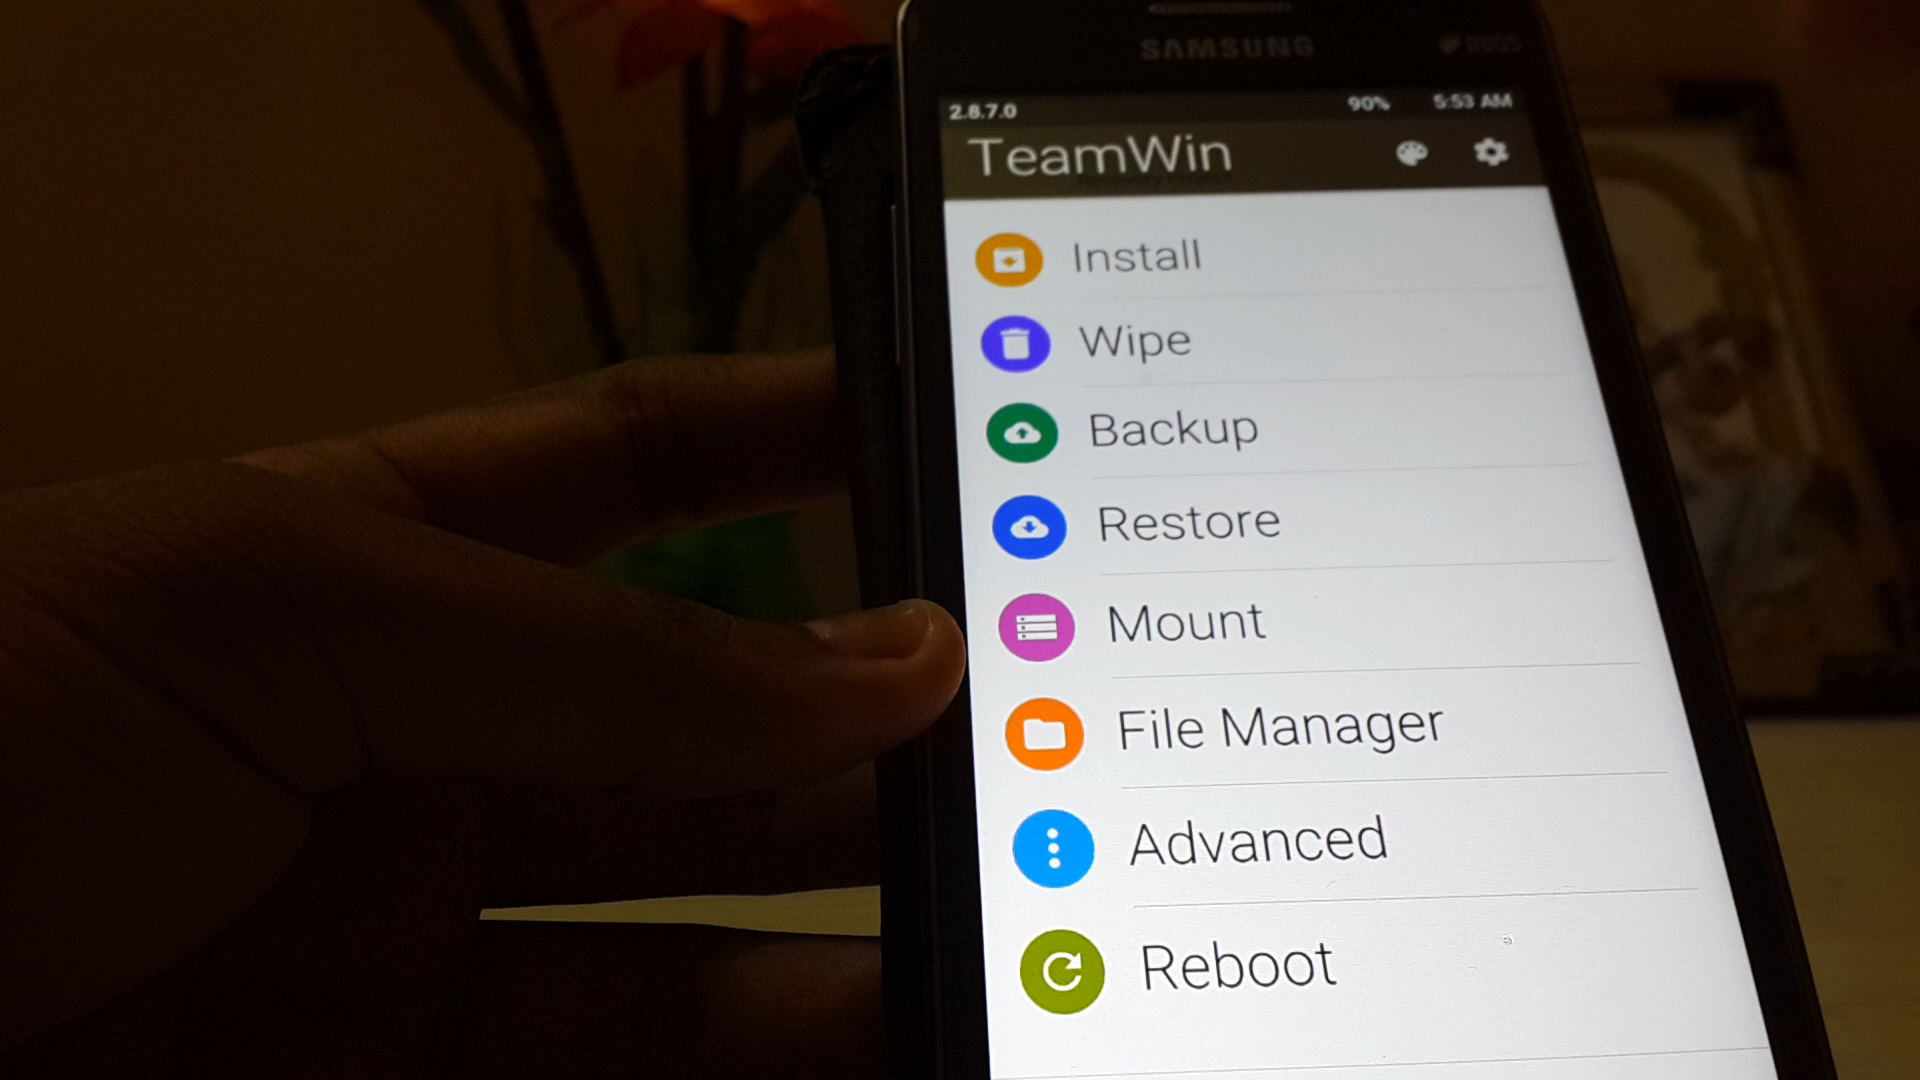 SAMSUNG
DUOS
2.8.7.0 90% 5:53 AM
TeamWin
Install
Wipe
Backup
Restore
Mount
File Manager
Advanced
Reboot